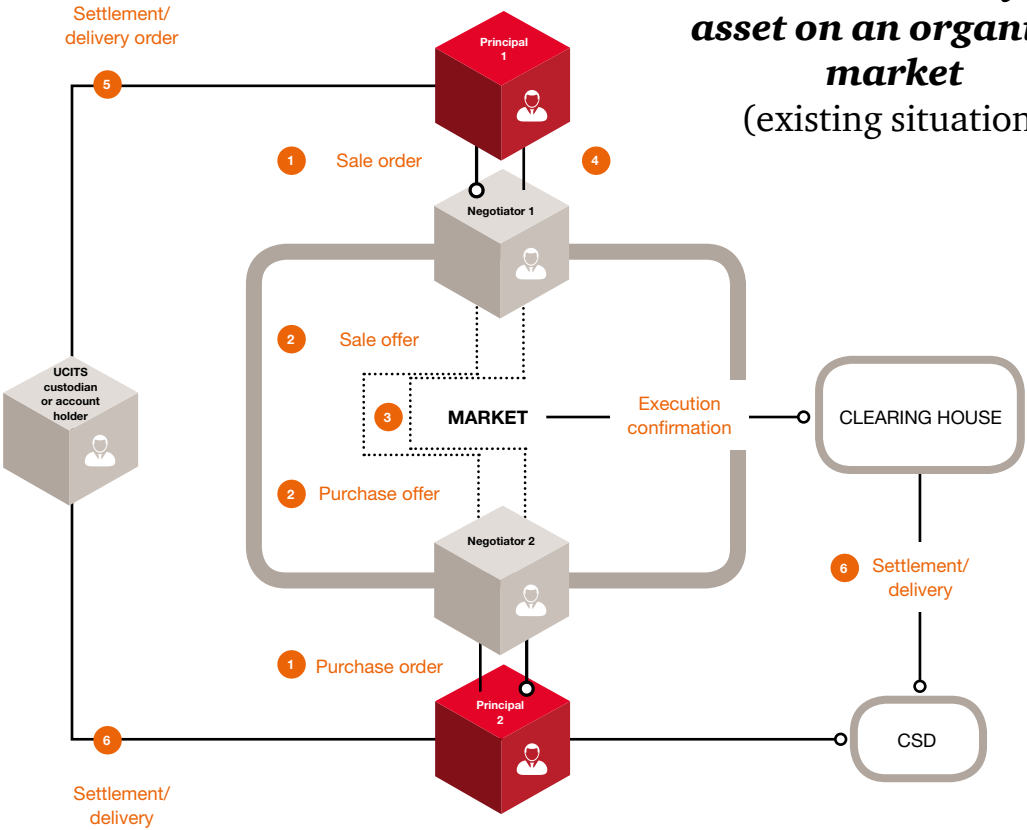 Settlement/
delivery order
asset on an
market
(existing situation
Principal
1
5
1
Sale order
4
Negotiator 1
2
Sale offer
UCITS
custodian
or account
holder
3
MARKET
Execution
confirmation
CLEARING HOUSE
2
Purchase offer
Negotiator 2
6
Settlement/
delivery
1
Purchase order
Principal
2
6
CSD
Settlement/
delivery